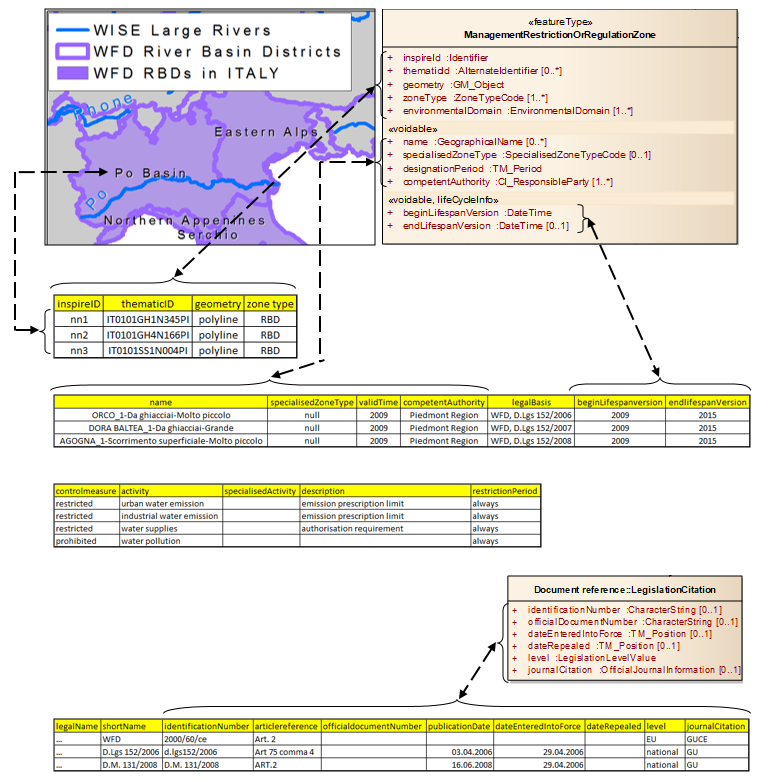 WISE Large Rivers
WFD River Basin Districts
WFD RBDs in ITALY
Rhone
Eastern Alps
Po Basin
Po
Northern Appenines
Serchio
«featureType»
ManagementRestrictionOrRegulationZone
+ inspireId :Identifier
+ thematicId :AlternateIdentifier [0..*]
+ geometry :GM_Object
+ zoneType :ZoneTypeCode [1..*]
+ environmentalDomain :EnvironmentalDomain [1..*]
«voidable»
+ name :GeographicalName [0..*]
+ specialisedZoneType :SpecialisedZoneTypeCode [0..1]
+ designationPeriod :TM_Period
+ competentAuthority :CI_ResponsibleParty [1..*]
«voidable, lifeCycleInfo»
+ beginLifespanVersion :DateTime
+ endLifespanVersion :DateTime [0..1]
inspireID thematicID geometry zone type
nn1 IT0101GH1N345PI polyline RBD
nn2 IT0101GH4N166PI polyline RBD
nn3 IT0101SS1N004PI polyline RBD
name specialisedZoneType validTime competentAuthority legalBasis beginLifespanversion endlifespanVersion
ORCO_1-Da ghiacciai-Molto piccolo null 2009 Piedmont Region WFD, D.Lgs 152/2006 2009 2015
DORA BALTEA_1-Da ghiacciai-Grande null 2009 Piedmont Region WFD, D.Lgs 152/2007 2009 2015
AGOGNA_1-Scorrimento superficiale-Molto piccolo null 2009 Piedmont Region WFD, D.Lgs 152/2008 2009 2015
controlmeasure activity specialisedActivity description restrictionPeriod
restricted urban water emission emission prescription limit always
restricted industrial water emission emission prescription limit always
restricted water supplies authorisation requirement always
prohibited water pollution always
Document reference::LegislationCitation
+ identificationNumber :CharacterString [0..1]
+ officialDocumentNumber :CharacterString [0..1]
+ dateEnteredIntoForce :TM_Position [0..1]
+ dateRepealed :TM_Position [0..1]
+ level :LegislationLevelValue
+ journalCitation :OfficialJournalInformation [0..1]
legalName shortName identificationNumber articlereference officialdocumentNumber publicationDate dateEnteredIntoForce dateRepealed level journalCitation
... WFD 2000/60/ce Art. 2 EU GUCE
... D.Lgs 152/2006 d.lgs152/2006 Art 75 comma 4 03.04.2006 29.04.2006 national GU
... D.M. 131/2008 D.M. 131/2008 ART.2 16.06.2008 29.04.2006 national GU